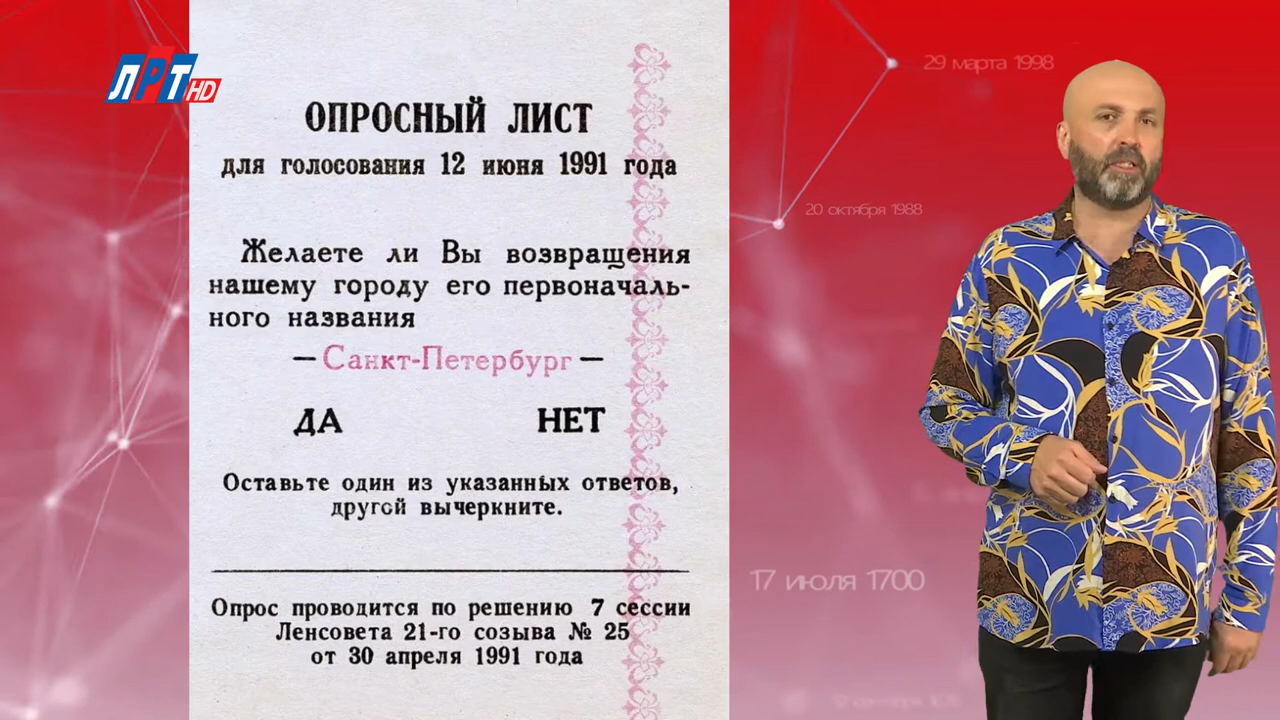 ЛРТ HD
ОПРОСНЫЙ ЛИСТ
для голосования 12 июня 1991 года
Желаете ли Вы возвращения
нашему городу его первоначаль-
ного названия
— Санкт-Петербург —
ДА НЕТ
Оставьте один из указанных ответов,
другой вычеркните.
Опрос проводится по решению 7 сессии
Ленсовета 21-го созыва № 25
от 30 апреля 1991 года
29 марта 1998
20 октября 1988
17 июля 1700